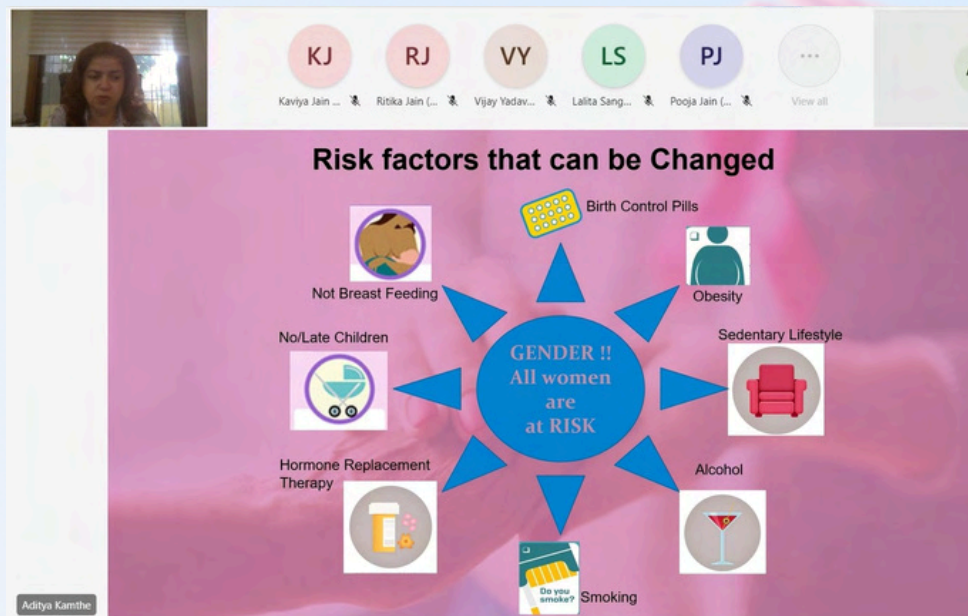 KJ
RJ
VY
LS
PJ
...
Kaviya Jain ...
Ritika Jain (...
Vijay Yadav...
Lalita Sang...
Pooja Jain (...
View all
Risk factors that can be Changed
Birth Control Pills
Not Breast Feeding
Obesity
No/Late Children
Sedentary Lifestyle
GENDER !!
All women
are
at RISK
Hormone Replacement
Therapy
Alcohol
Do you
smoke?
Smoking
Aditya Kamthe